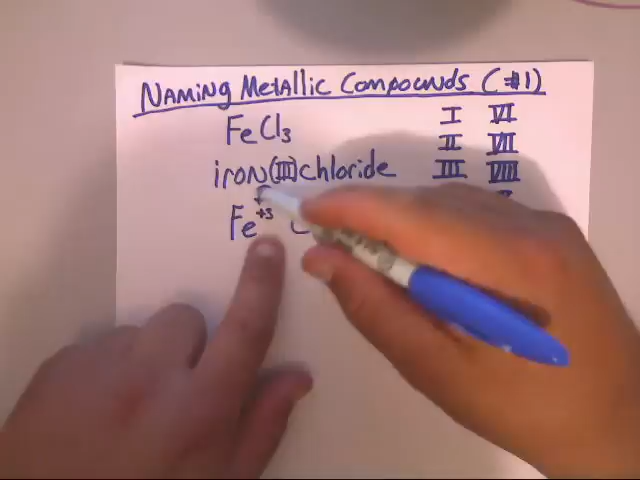 NAMING METALLIC COMPOUNDS (#1)
FeCl₃ I VI
iron(III)chloride II VII
III VIII
Fe⁺³ C